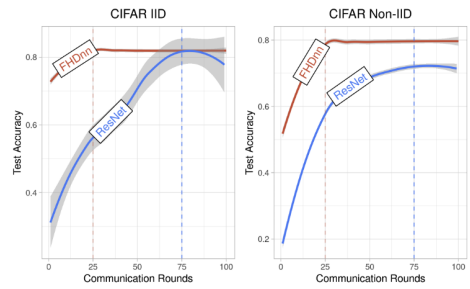 CIFAR IID
Test Accuracy
0.8
0.6
0.4
FHDnn
ResNet
0
25
50
75
100
Communication Rounds
CIFAR Non-IID
Test Accuracy
0.8
0.6
0.4
0.2
FHDnn
ResNet
0
25
50
75
100
Communication Rounds